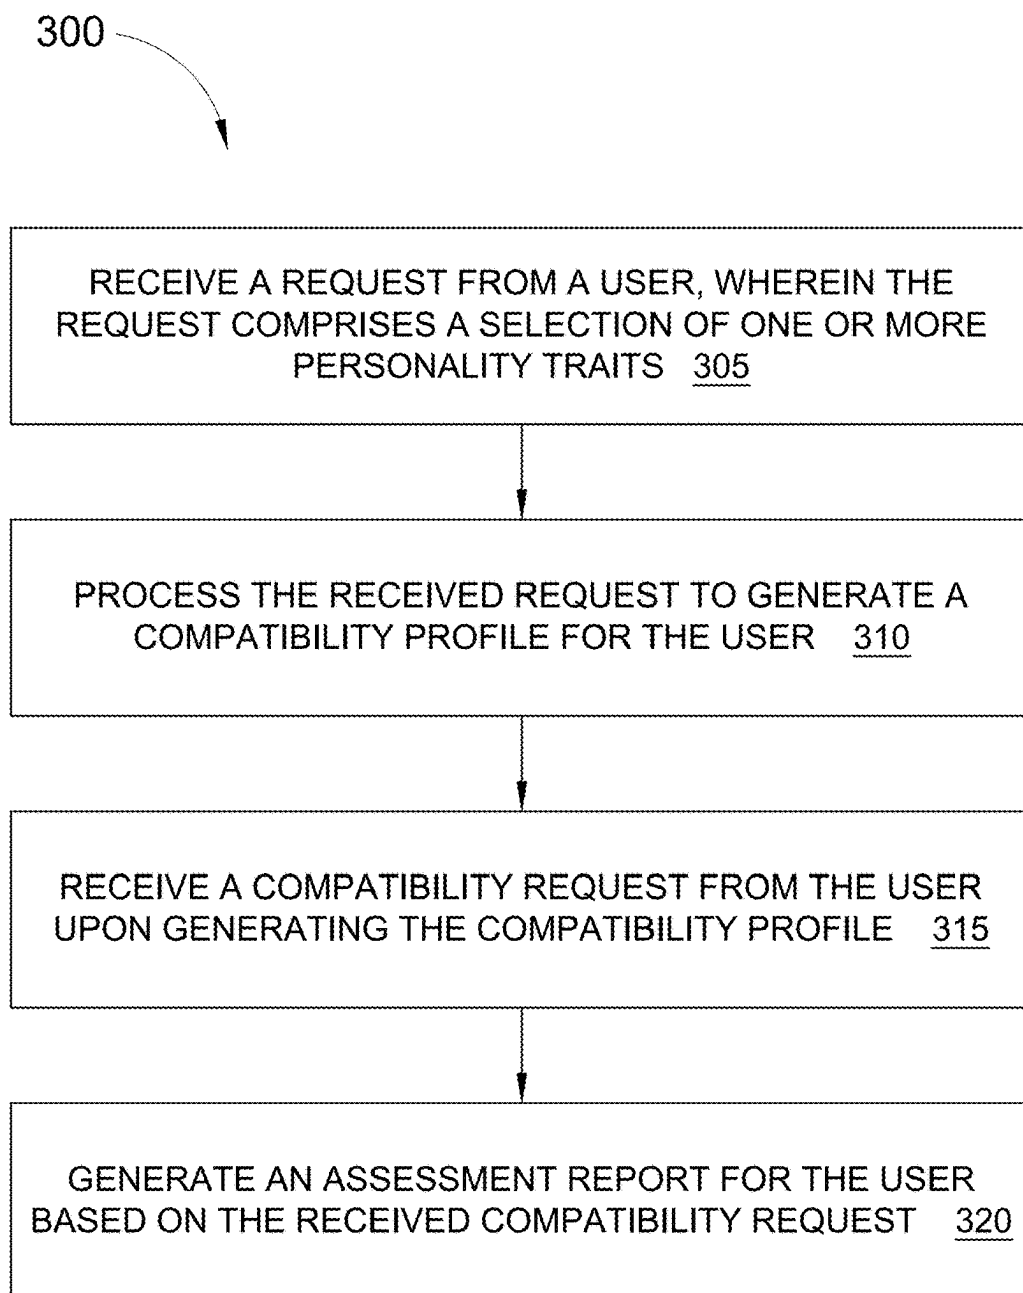 300
RECEIVE A REQUEST FROM A USER, WHEREIN THE
REQUEST COMPRISES A SELECTION OF ONE OR MORE
PERSONALITY TRAITS 305
PROCESS THE RECEIVED REQUEST TO GENERATE A
COMPATIBILITY PROFILE FOR THE USER 310
RECEIVE A COMPATIBILITY REQUEST FROM THE USER
UPON GENERATING THE COMPATIBILITY PROFILE 315
GENERATE AN ASSESSMENT REPORT FOR THE USER
BASED ON THE RECEIVED COMPATIBILITY REQUEST 320